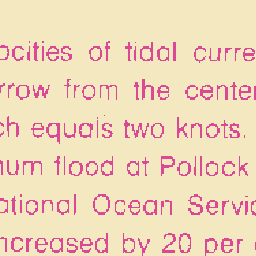 ocities of tidal curre
rrow from the center
ch equals two knots.
num flood at Pollock
ational Ocean Servic
ncreased by 20 per